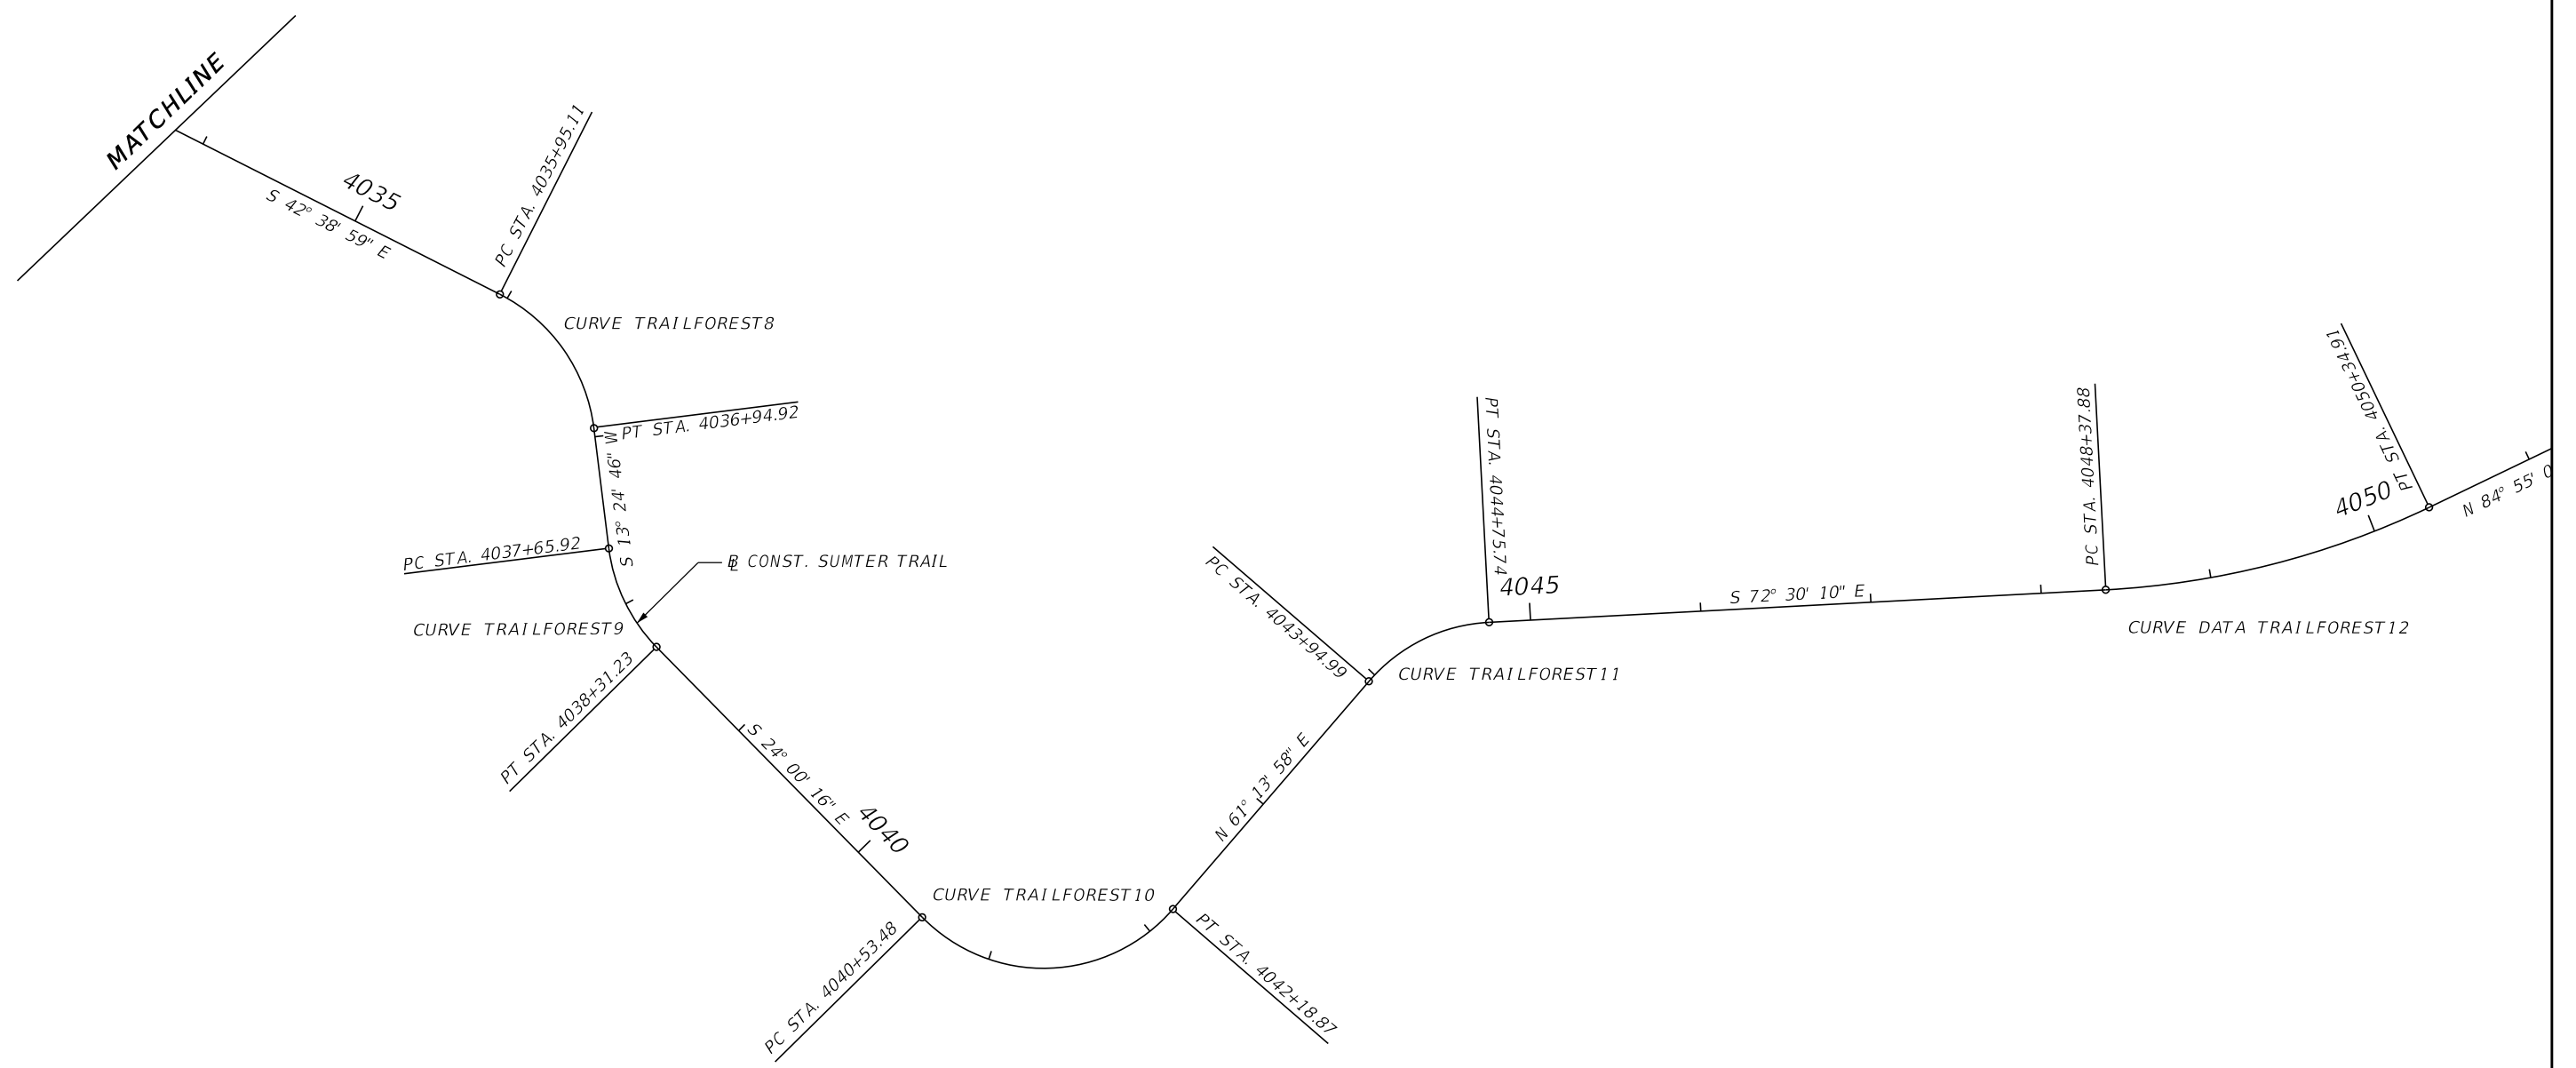 MATCHLINE
4035
S 42° 38' 59" E
PC STA. 4035+95.11
CURVE TRAILFOREST8
PT STA. 4036+94.92
S 13° 24' 46" W
PC STA. 4037+65.92
BL CONST. SUMTER TRAIL
CURVE TRAILFOREST9
PT STA. 4038+31.23
S 24° 00' 16" E
4040
PC STA. 4040+53.48
CURVE TRAILFOREST10
PT STA. 4042+18.87
N 61° 13' 58" E
PC STA. 4043+94.99
CURVE TRAILFOREST11
PT STA. 4044+75.74
4045
S 72° 30' 10" E
PC STA. 4048+37.88
CURVE DATA TRAILFOREST12
4050
PT STA. 4050+34.91
N 84° 55'